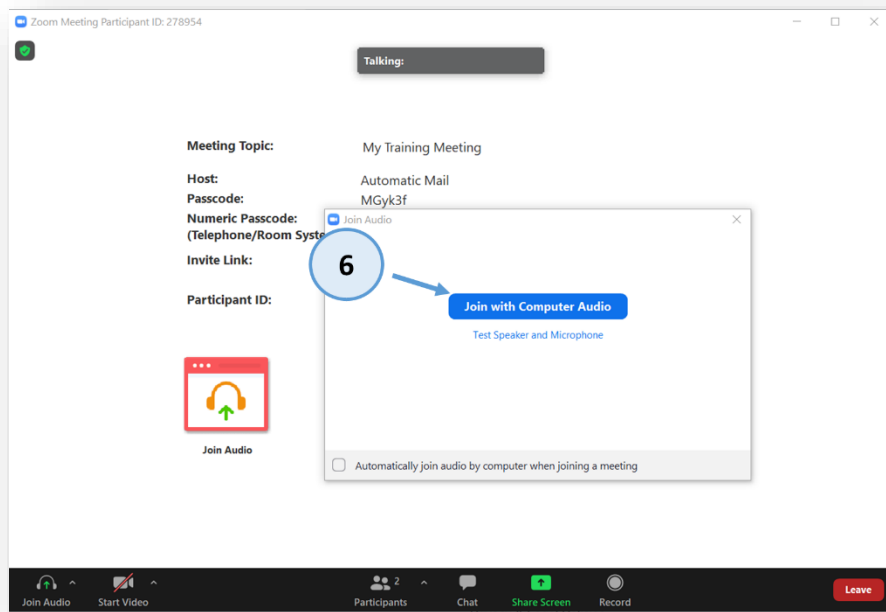 Zoom Meeting Participant ID: 278954
Talking:
Meeting Topic: My Training Meeting
Host: Automatic Mail
Passcode: MGyk3f
Numeric Passcode:
(Telephone/Room Syste
Invite Link:
Participant ID:
Join Audio
6
Join with Computer Audio
Test Speaker and Microphone
Automatically join audio by computer when joining a meeting
Join Audio
Join Audio Start Video Participants 2 Chat Share Screen Record Leave